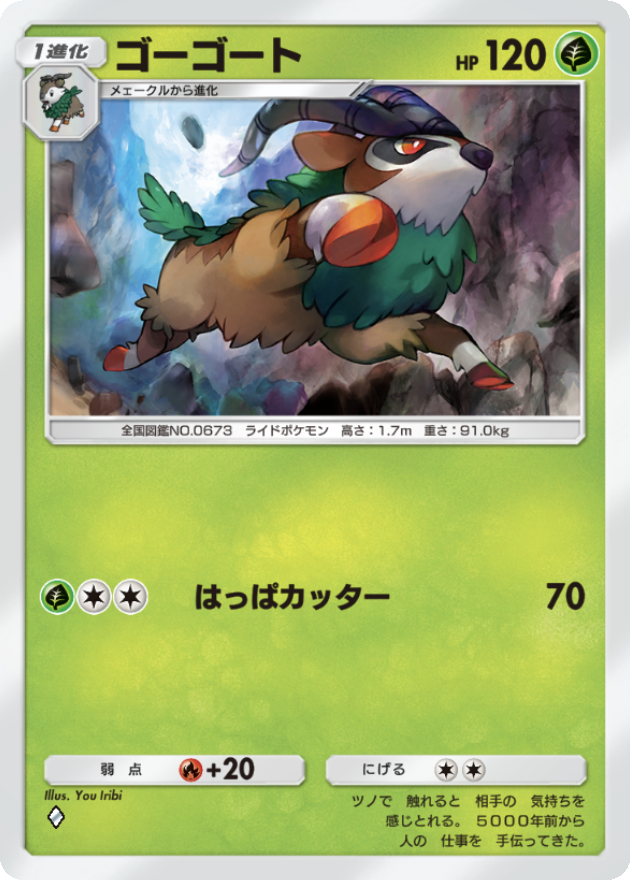 1進化
ゴーゴート
HP 120
メェークルから進化
全国図鑑NO.0673 ライドポケモン 高さ:1.7m 重さ:91.0kg
はっぱカッター 70
弱点 +20
にげる
Illus. You Iribi
ツノで 触れると 相手の 気持ちを
感じとれる。 5000年前から
人の 仕事を 手伝ってきた。